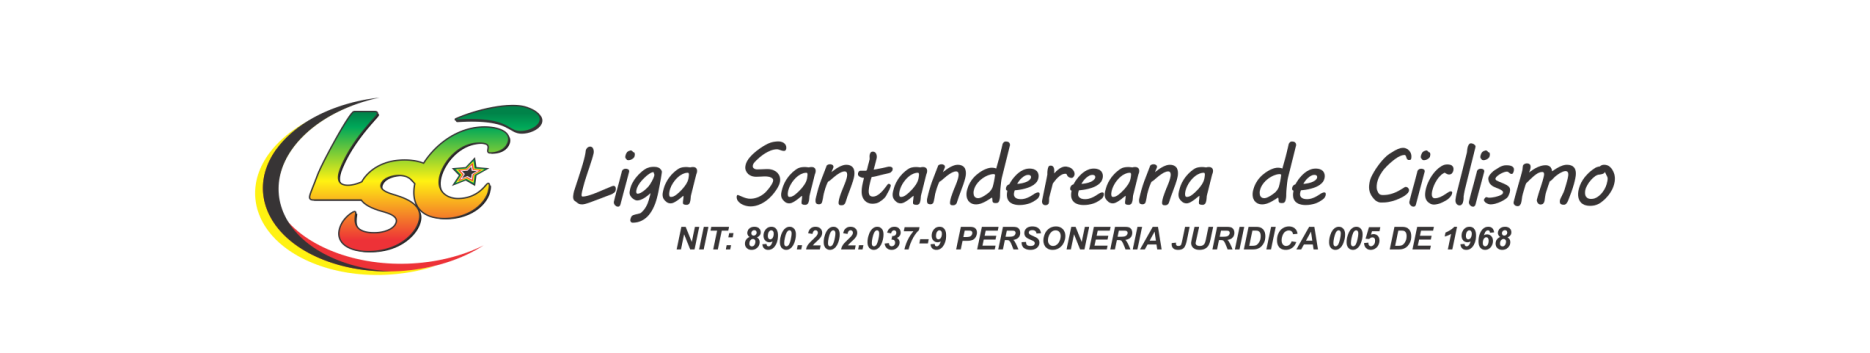 LSC
Liga Santandereana de Ciclismo
NIT: 890.202.037-9 PERSONERIA JURIDICA 005 DE 1968